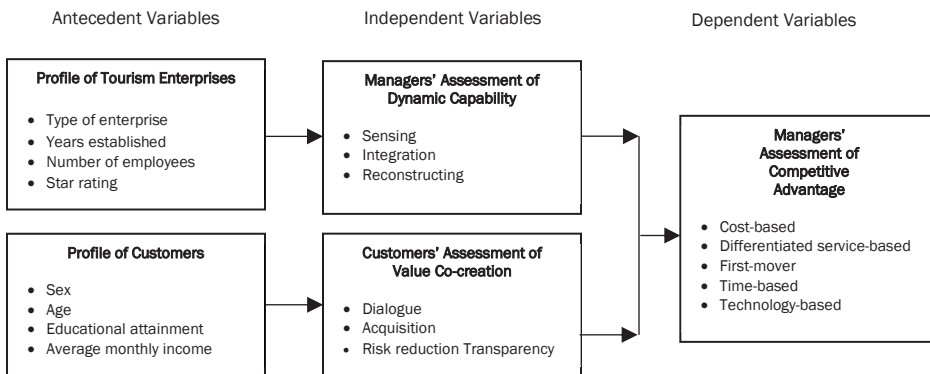 Antecedent Variables
Independent Variables
Dependent Variables
Profile of Tourism Enterprises
• Type of enterprise
• Years established
• Number of employees
• Star rating
Managers' Assessment of
Dynamic Capability
• Sensing
• Integration
• Reconstructing
Profile of Customers
• Sex
• Age
• Educational attainment
• Average monthly income
Customers' Assessment of
Value Co-creation
• Dialogue
• Acquisition
• Risk reduction Transparency
Managers'
Assessment of
Competitive
Advantage
• Cost-based
• Differentiated service-based
• First-mover
• Time-based
• Technology-based